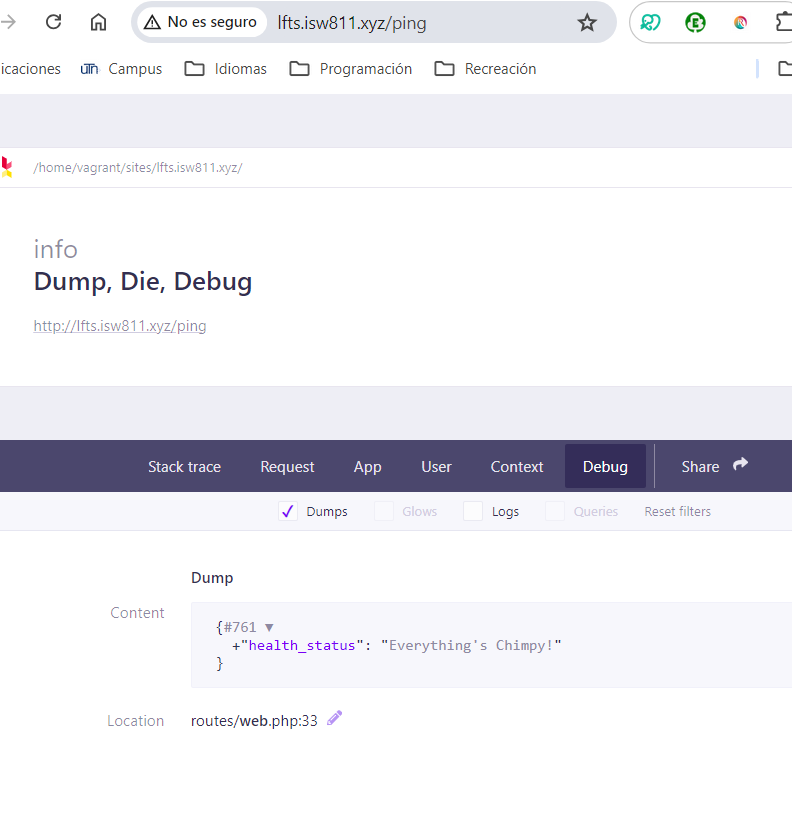 No es seguro lfts.isw811.xyz/ping
icaciones Campus Idiomas Programación Recreación
/home/vagrant/sites/lfts.isw811.xyz/
info
Dump, Die, Debug
http://lfts.isw811.xyz/ping
Stack trace Request App User Context Debug Share
Dumps Glows Logs Queries Reset filters
Dump
Content
{#761 ▼
+"health_status": "Everything's Chimpy!"
}
Location routes/web.php:33